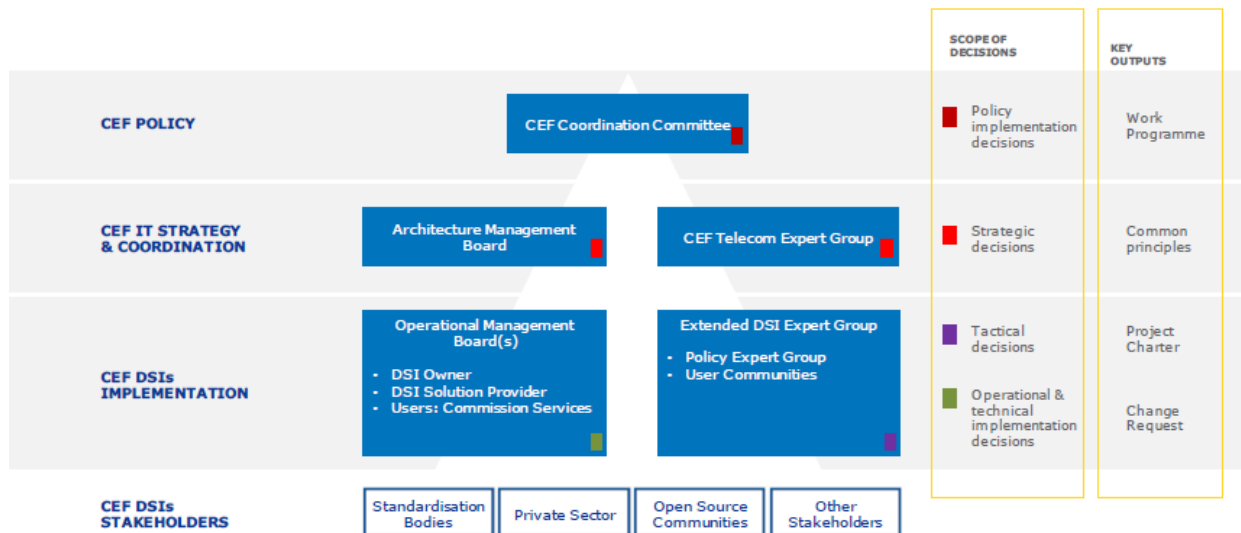 SCOPE OF
DECISIONS
KEY
OUTPUTS
CEF POLICY
CEF Coordination Committee
Policy
implementation
decisions
Work
Programme
CEF IT STRATEGY
& COORDINATION
Architecture Management
Board
CEF Telecom Expert Group
Strategic
decisions
Common
principles
CEF DSIs
IMPLEMENTATION
Operational Management
Board(s)
• DSI Owner
• DSI Solution Provider
• Users: Commission Services
Extended DSI Expert Group
• Policy Expert Group
• User Communities
Tactical
decisions
Project
Charter
Operational &
technical
implementation
decisions
Change
Request
CEF DSIs
STAKEHOLDERS
Standardisation
Bodies
Private Sector
Open Source
Communities
Other
Stakeholders